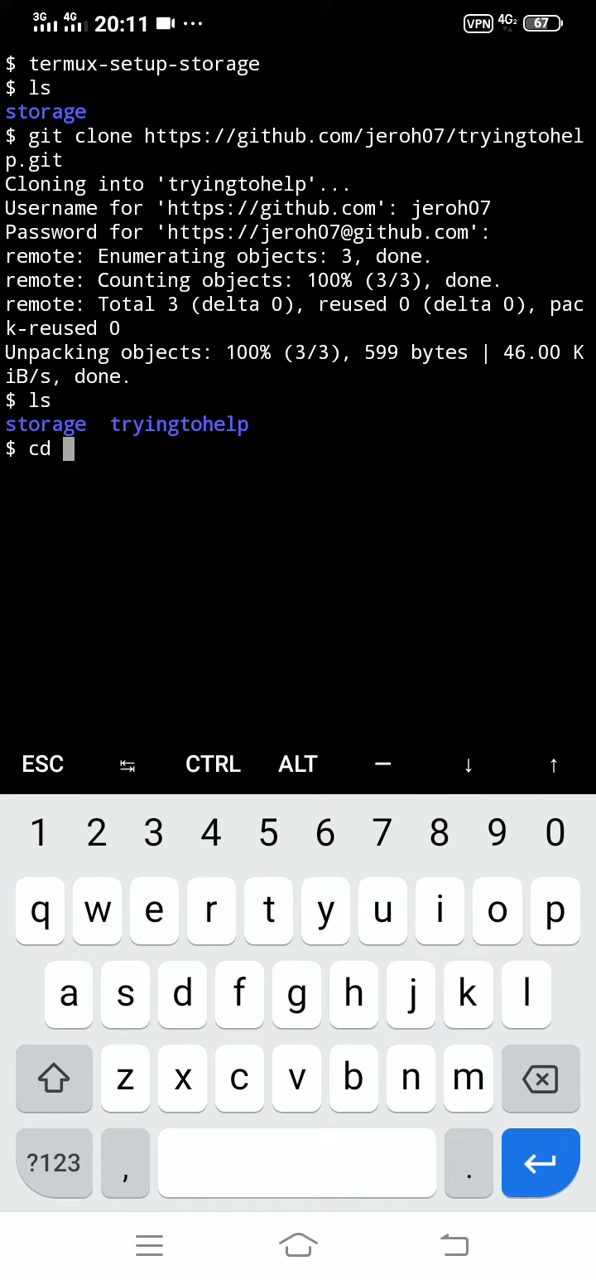 3G 4G 20:11 ··· VPN 4G2 67
$ termux-setup-storage
$ ls
storage
$ git clone https://github.com/jeroh07/tryingtohel
p.git
Cloning into 'tryingtohelp'...
Username for 'https://github.com': jeroh07
Password for 'https://jeroh07@github.com':
remote: Enumerating objects: 3, done.
remote: Counting objects: 100% (3/3), done.
remote: Total 3 (delta 0), reused 0 (delta 0), pac
k-reused 0
Unpacking objects: 100% (3/3), 599 bytes | 46.00 K
iB/s, done.
$ ls
storage tryingtohelp
$ cd
ESC ↹ CTRL ALT — ↓ ↑
1 2 3 4 5 6 7 8 9 0
q w e r t y u i o p
a s d f g h j k l
z x c v b n m
?123 , .